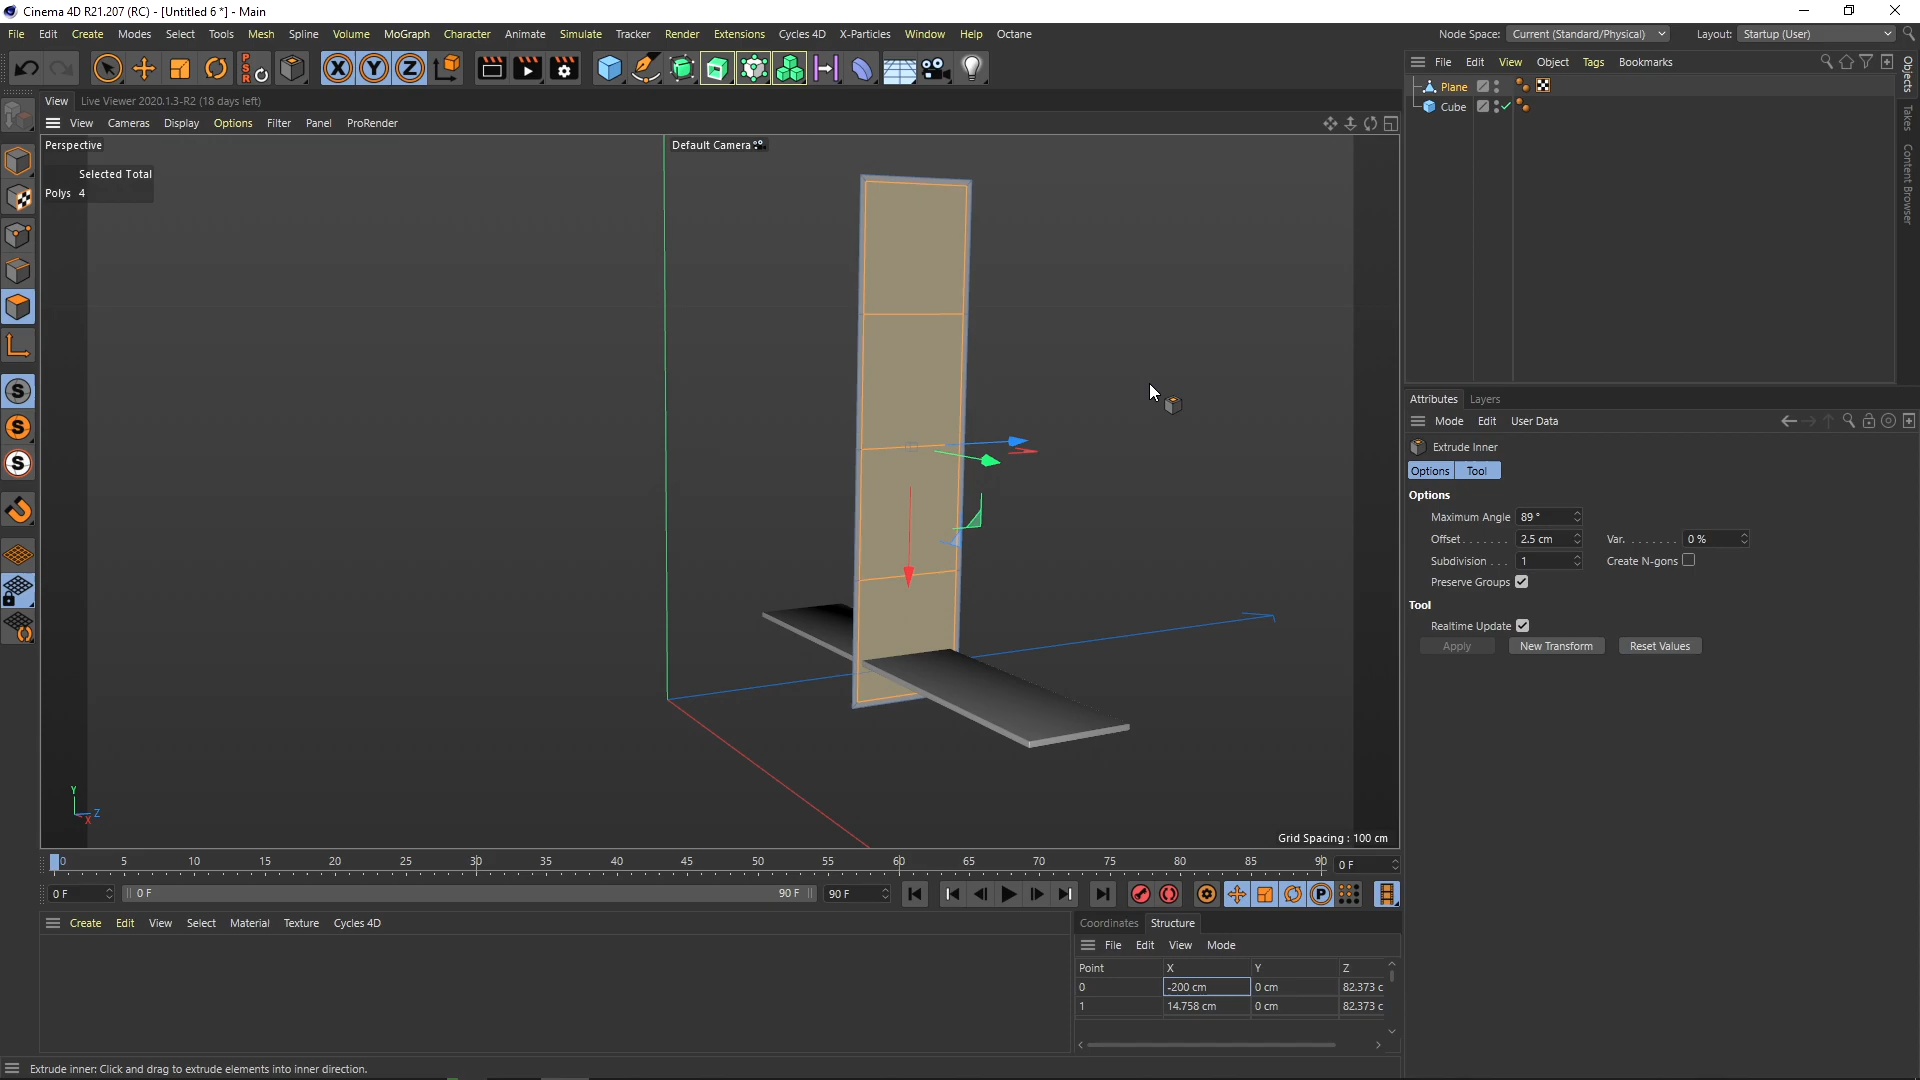 Cinema 4D R21.207 (RC) - [Untitled 6 *] - Main
File Edit Create Modes Select Tools Mesh Spline Volume MoGraph Character Animate Simulate Tracker Render Extensions Cycles 4D X-Particles Window Help Octane
Node Space: Current (Standard/Physical) Layout: Startup (User)
P S R
X Y Z
File Edit View Object Tags Bookmarks
Objects
Takes
Content Browser
Plane
Cube
View Live Viewer 2020.1.3-R2 (18 days left)
View Cameras Display Options Filter Panel ProRender
Perspective
Default Camera
Selected Total
Polys 4
S
S
S
Y
Z
X
Grid Spacing : 100 cm
Attributes Layers
Mode Edit User Data
Extrude Inner
Options Tool
Options
Maximum Angle 89 °
Offset....... 2.5 cm Var. ........ 0 %
Subdivision . . . 1 Create N-gons
Preserve Groups
Tool
Realtime Update
Apply New Transform Reset Values
0 5 10 15 20 25 30 35 40 45 50 55 60 65 70 75 80 85 90 0 F
0 F 0 F 90 F 90 F
P
Create Edit View Select Material Texture Cycles 4D
Coordinates Structure
File Edit View Mode
Point X Y Z
0 -200 cm 0 cm 82.373 c
1 14.758 cm 0 cm 82.373 c
Extrude inner: Click and drag to extrude elements into inner direction.